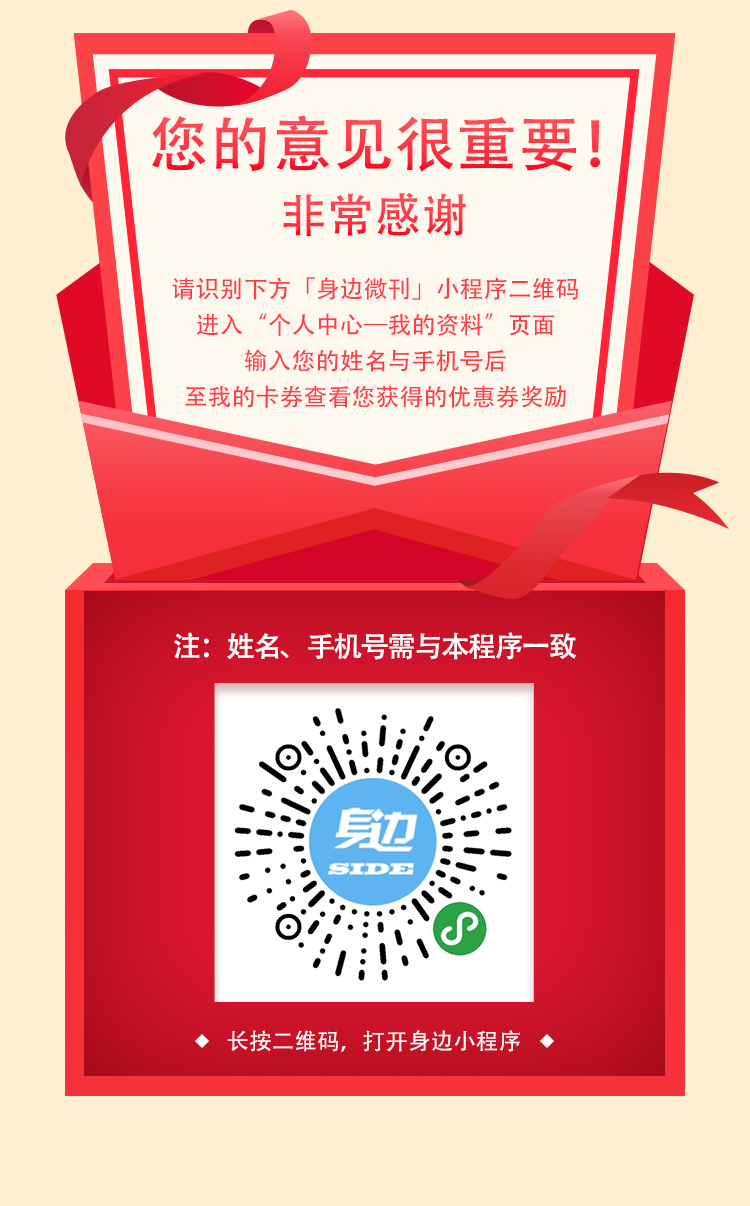 您的意见很重要！
非常感谢
请识别下方「身边微刊」小程序二维码
进入“个人中心—我的资料”页面
输入您的姓名与手机号后
至我的卡券查看您获得的优惠券奖励
注：姓名、手机号需与本程序一致
身边
SIDE
长按二维码，打开身边小程序